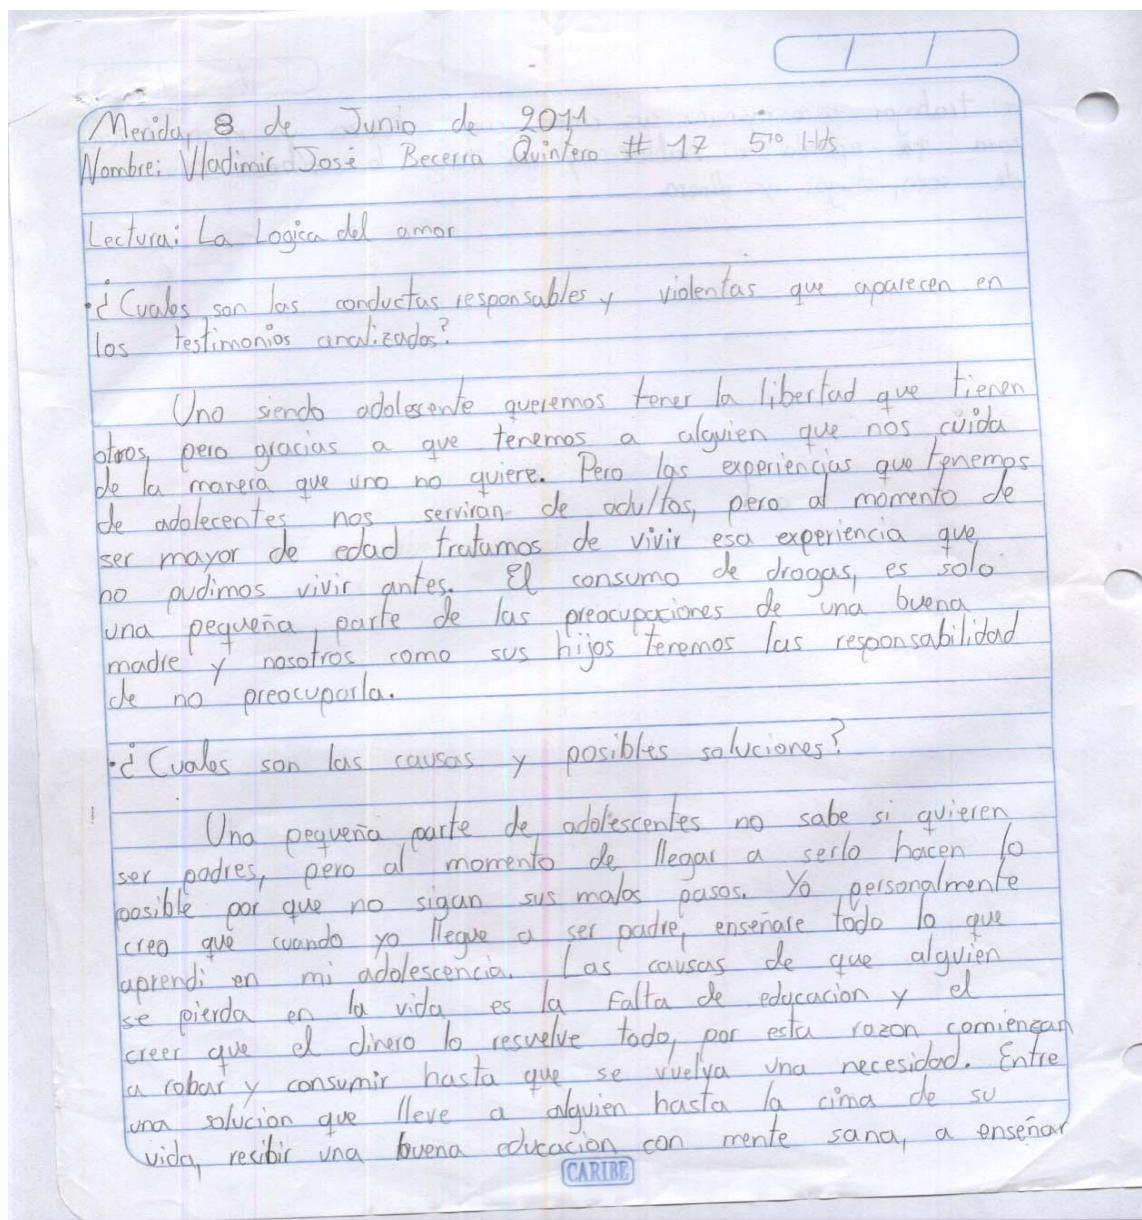 Merida, 8 de Junio de 2011
Nombre: Vladimir José Becerra Quintero # 17 5to Hds
Lectura: La Logica del amor
•¿Cuales son las conductas responsables y violentas que aparecen en
los testimonios analizados?
Uno siendo adolescente queremos tener la libertad que tienen
otros, pero gracias a que tenemos a alguien que nos cuida
de la manera que uno no quiere. Pero las experiencias que tenemos
de adolecentes nos serviran de adultos, pero al momento de
ser mayor de edad tratamos de vivir esa experiencia que
no pudimos vivir antes. El consumo de drogas, es solo
una pequeña parte de las preocupaciones de una buena
madre y nosotros como sus hijos tenemos las responsabilidad
de no preocuparla.
•¿Cuales son las causas y posibles soluciones?
Una pequeña parte de adolescentes no sabe si quieren
ser padres, pero al momento de llegar a serlo hacen lo
posible por que no sigan sus malos pasos. Yo personalmente
creo que cuando yo llegue a ser padre, enseñare todo lo que
aprendi en mi adolescencia. Las causas de que alguien
se pierda en la vida es la Falta de educacion y el
creer que el dinero lo resuelve todo, por esta razon comienzan
a robar y consumir hasta que se vuelva una necesidad. Entre
una solucion que lleve a alguien hasta la cima de su
vida, resibir una buena educacion con mente sana, a enseñar
CARIBE